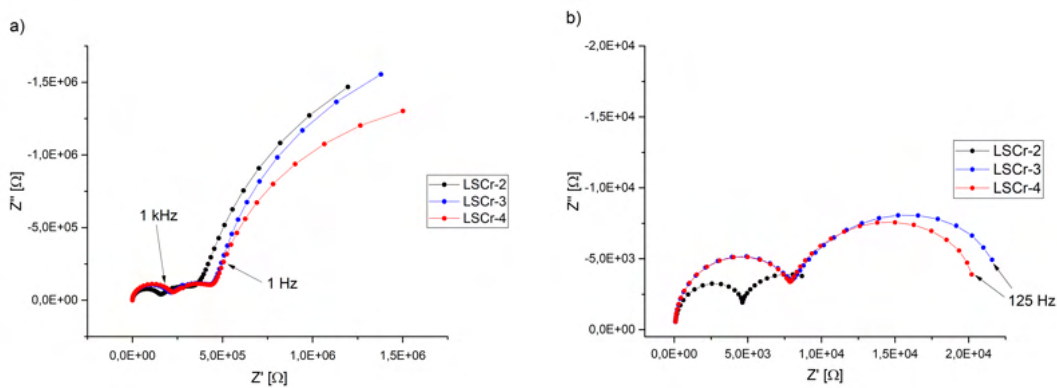 a)
-1,5E+06
-1,0E+06
-5,0E+05
0,0E+00
Z'' [Ω]
LSCr-2
LSCr-3
LSCr-4
1 kHz
1 Hz
0,0E+00 5,0E+05 1,0E+06 1,5E+06
Z' [Ω]
b)
-2,0E+04
-1,5E+04
-1,0E+04
-5,0E+03
0,0E+00
Z'' [Ω]
LSCr-2
LSCr-3
LSCr-4
125 Hz
0,0E+00 5,0E+03 1,0E+04 1,5E+04 2,0E+04
Z' [Ω]